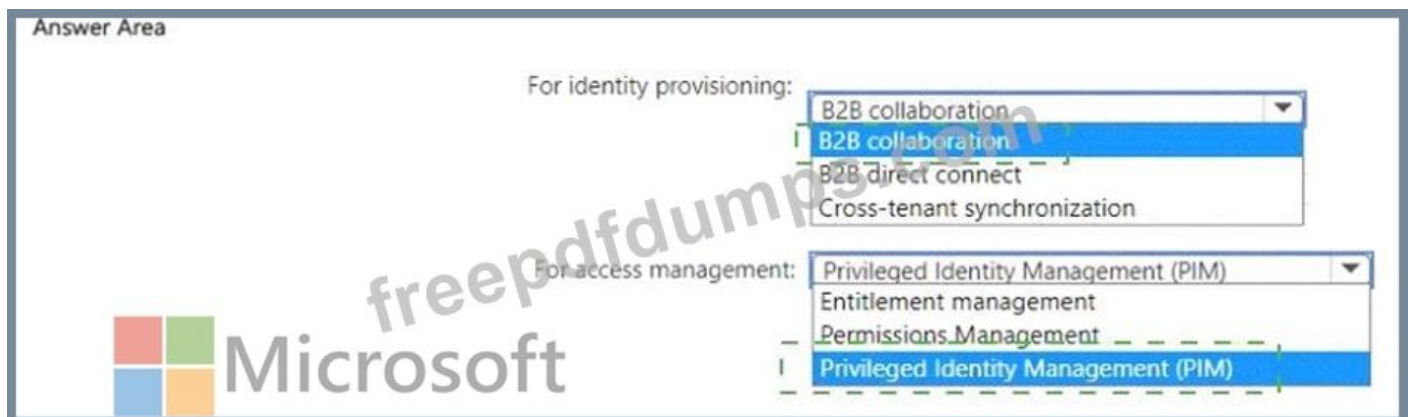 Answer Area
For identity provisioning:
B2B collaboration
B2B collaboration
B2B direct connect
Cross-tenant synchronization
For access management:
Privileged Identity Management (PIM)
Entitlement management
Permissions Management
Privileged Identity Management (PIM)
freepdfdumps.com
Microsoft